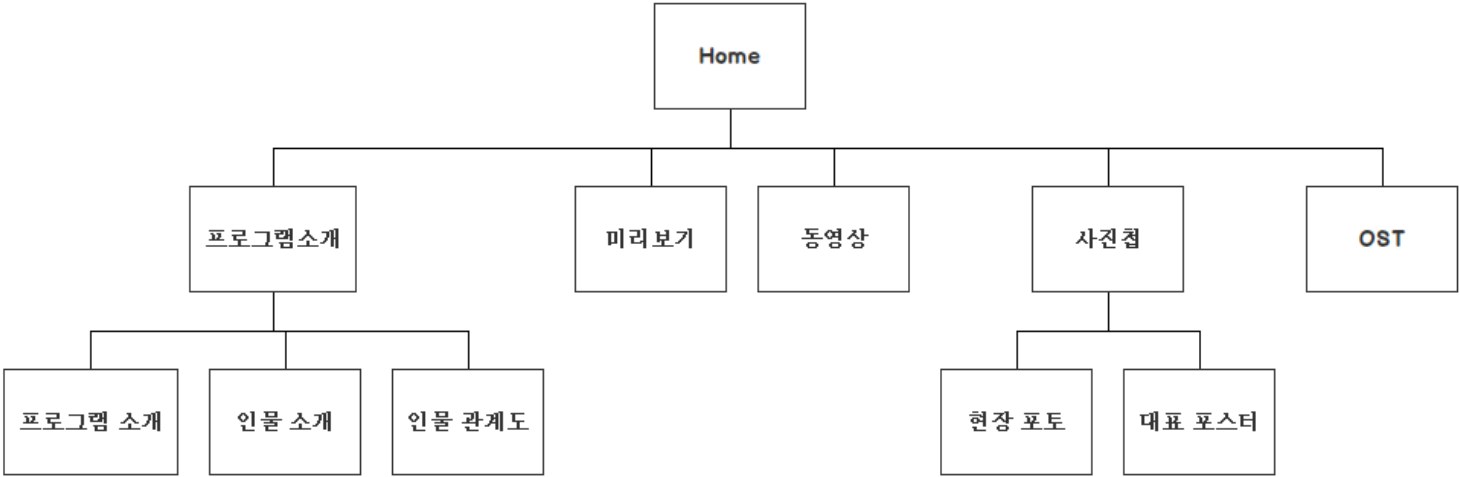 Home
프로그램소개
미리보기
동영상
사진첩
OST
프로그램 소개
인물 소개
인물 관계도
현장 포토
대표 포스터